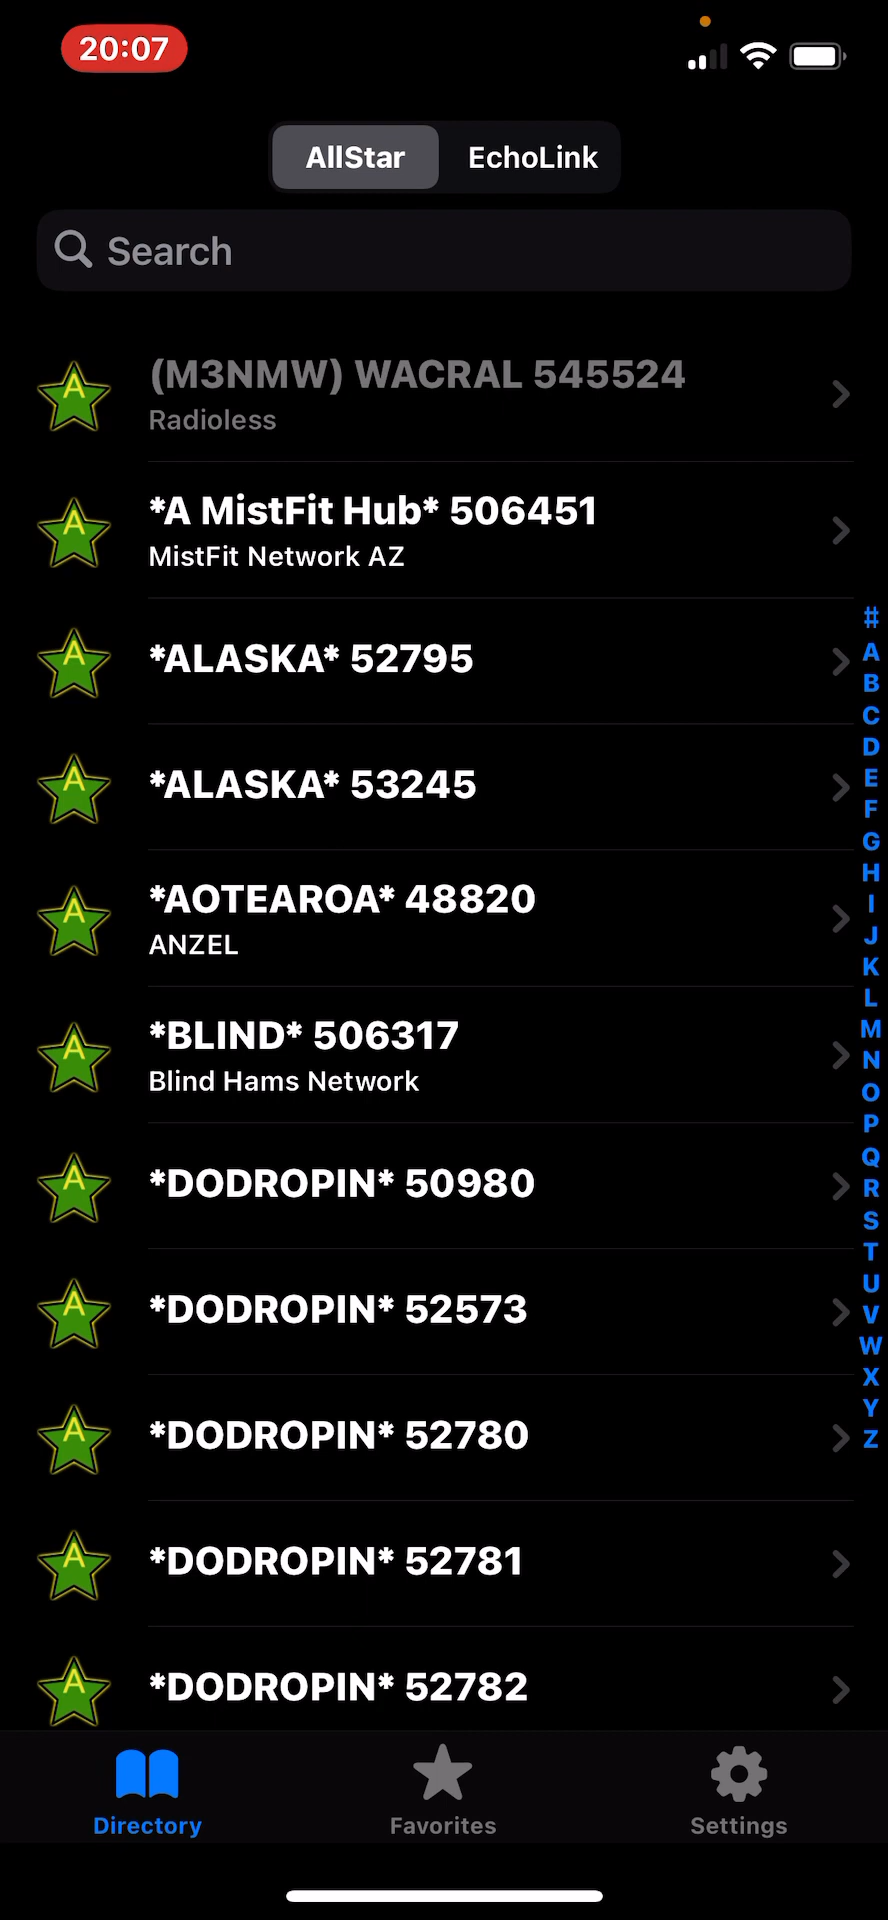 20:07
AllStar EchoLink
Search
(M3NMW) WACRAL 545524
Radioless
*A MistFit Hub* 506451
MistFit Network AZ
*ALASKA* 52795
*ALASKA* 53245
*AOTEAROA* 48820
ANZEL
*BLIND* 506317
Blind Hams Network
*DODROPIN* 50980
*DODROPIN* 52573
*DODROPIN* 52780
*DODROPIN* 52781
*DODROPIN* 52782
#
A
B
C
D
E
F
G
H
I
J
K
L
M
N
O
P
Q
R
S
T
U
V
W
X
Y
Z
Directory Favorites Settings